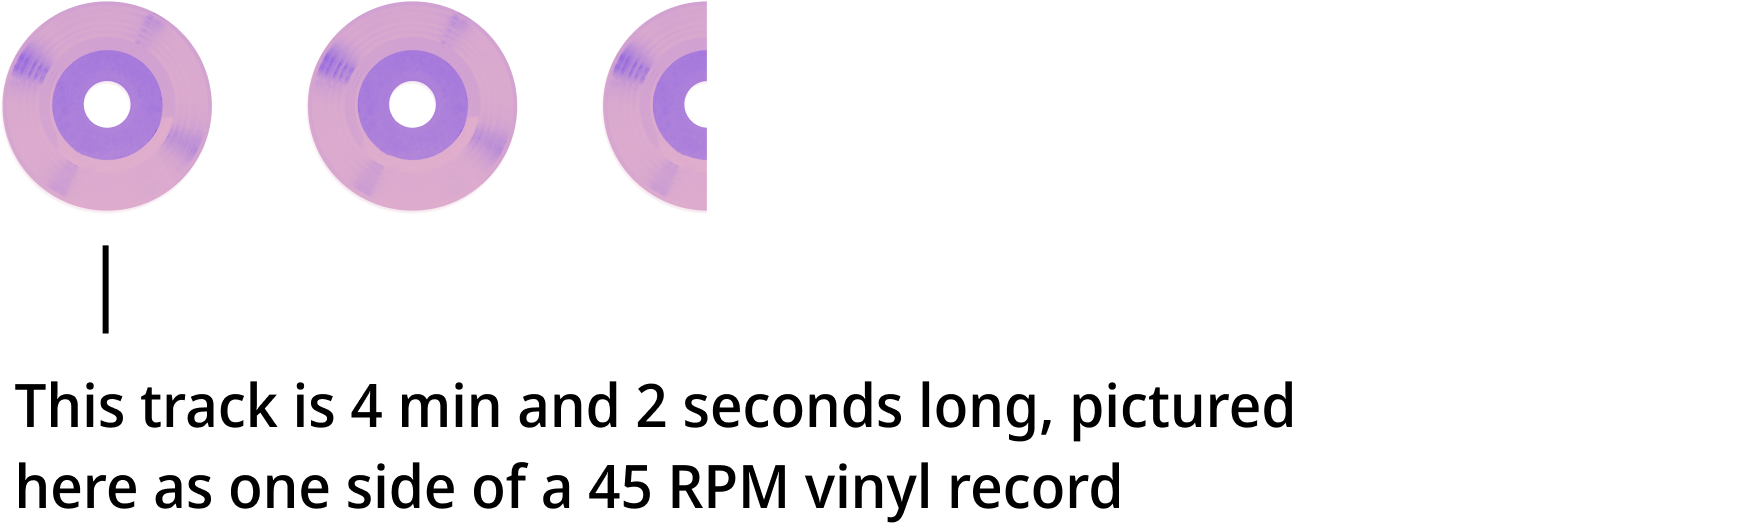 This track is 4 min and 2 seconds long, pictured
here as one side of a 45 RPM vinyl record